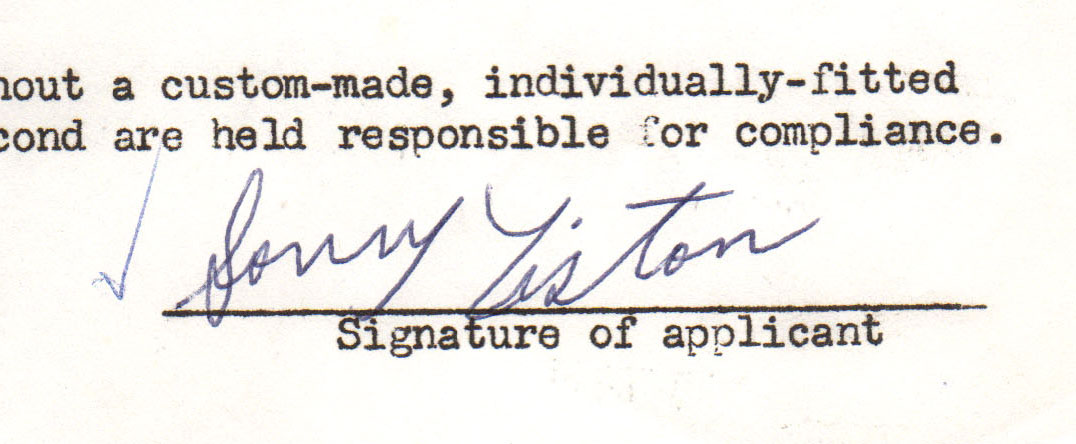 hout a custom-made, individually-fitted
cond are held responsible for compliance.
Sonny Liston
Signature of applicant